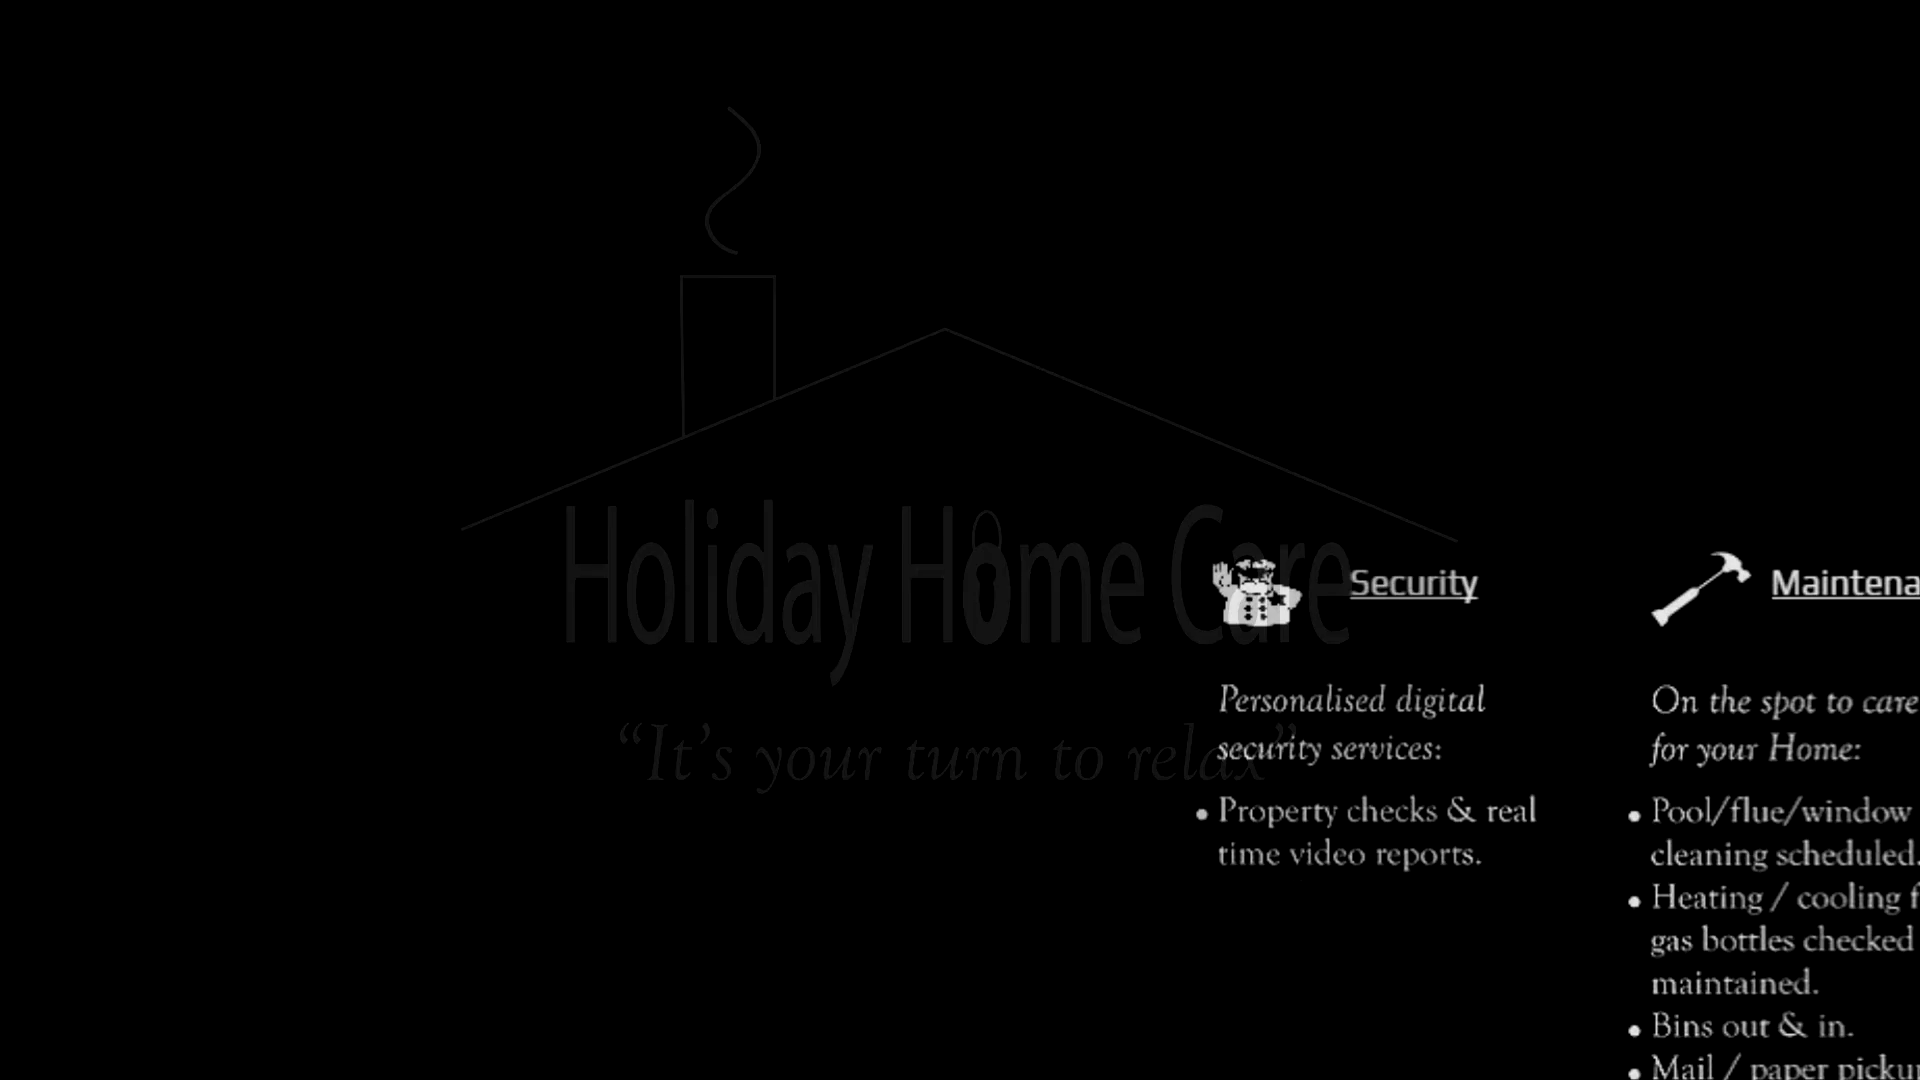 Holiday Home Care
“It's your turn to relax”
Security
Personalised digital
security services:
• Property checks & real
time video reports.
On the spot to care
for your Home:
• Pool/flue/window
cleaning scheduled.
• Heating / cooling
gas bottles checked
maintained.
• Bins out & in.
• Mail / paper